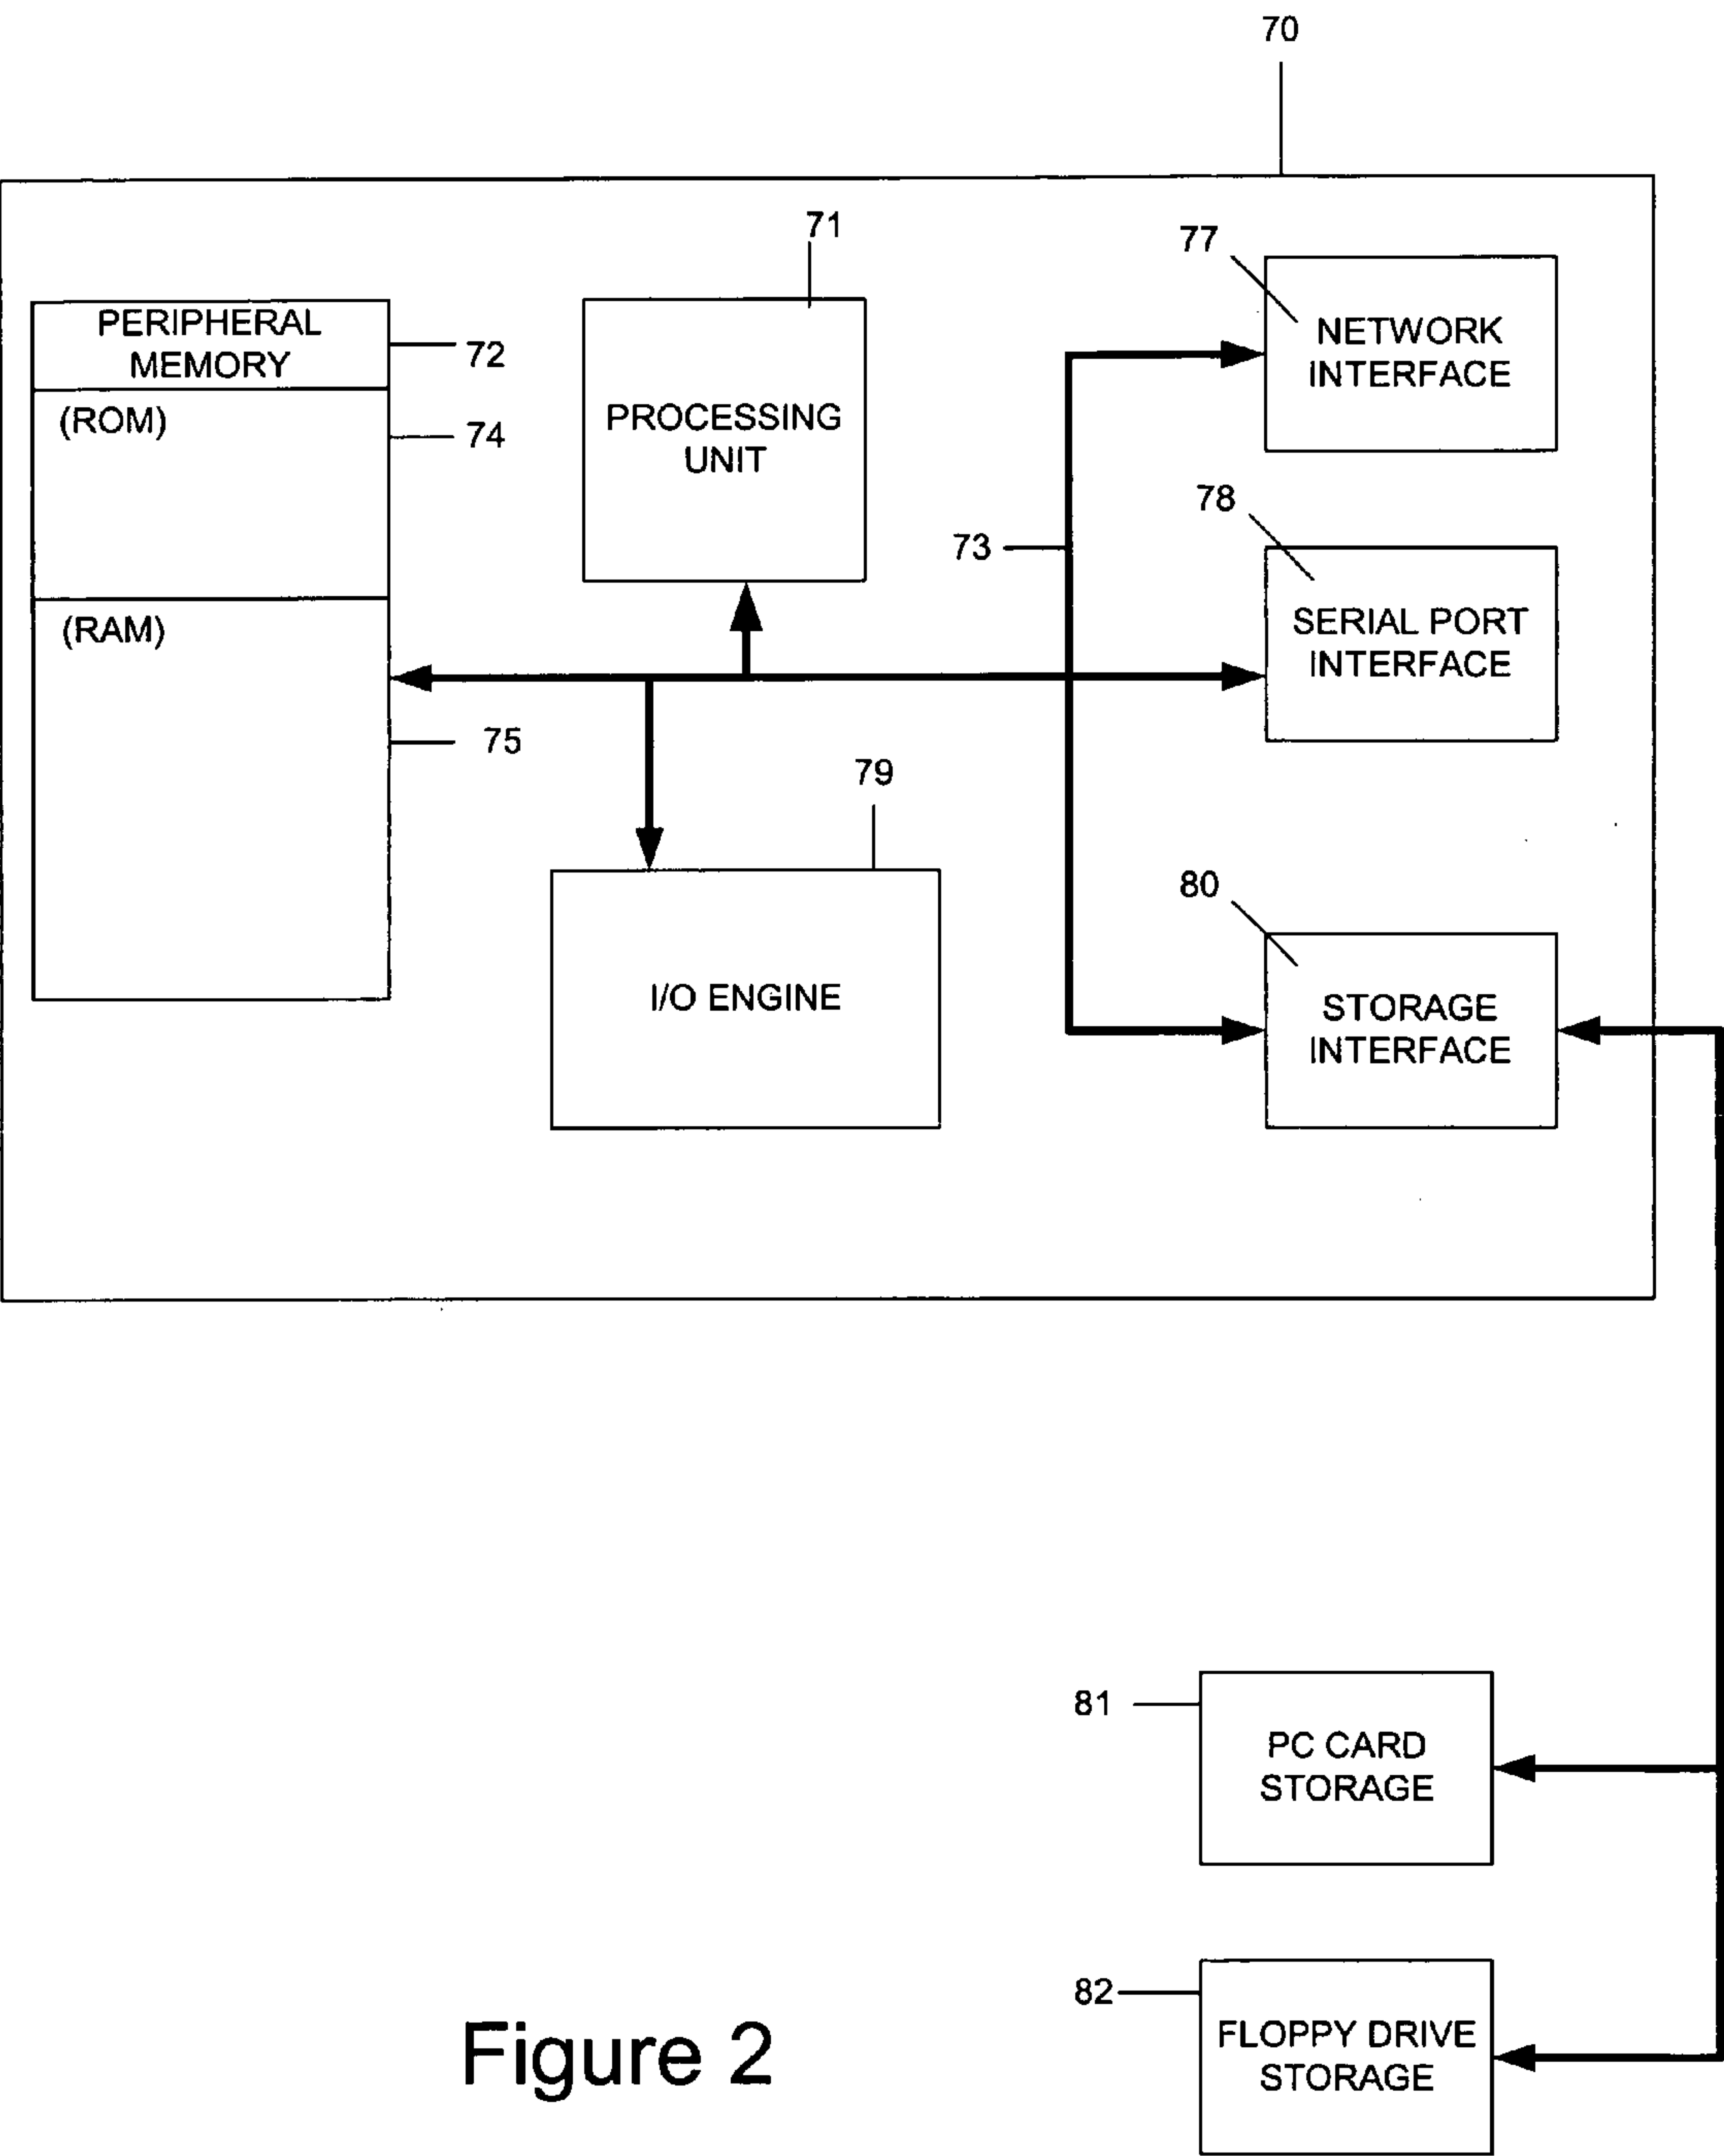 70
71
77
PERIPHERAL
MEMORY
72
NETWORK
INTERFACE
(ROM)
74
PROCESSING
UNIT
78
73
(RAM)
SERIAL PORT
INTERFACE
75
79
80
I/O ENGINE
STORAGE
INTERFACE
81
PC CARD
STORAGE
82
FLOPPY DRIVE
STORAGE
Figure 2